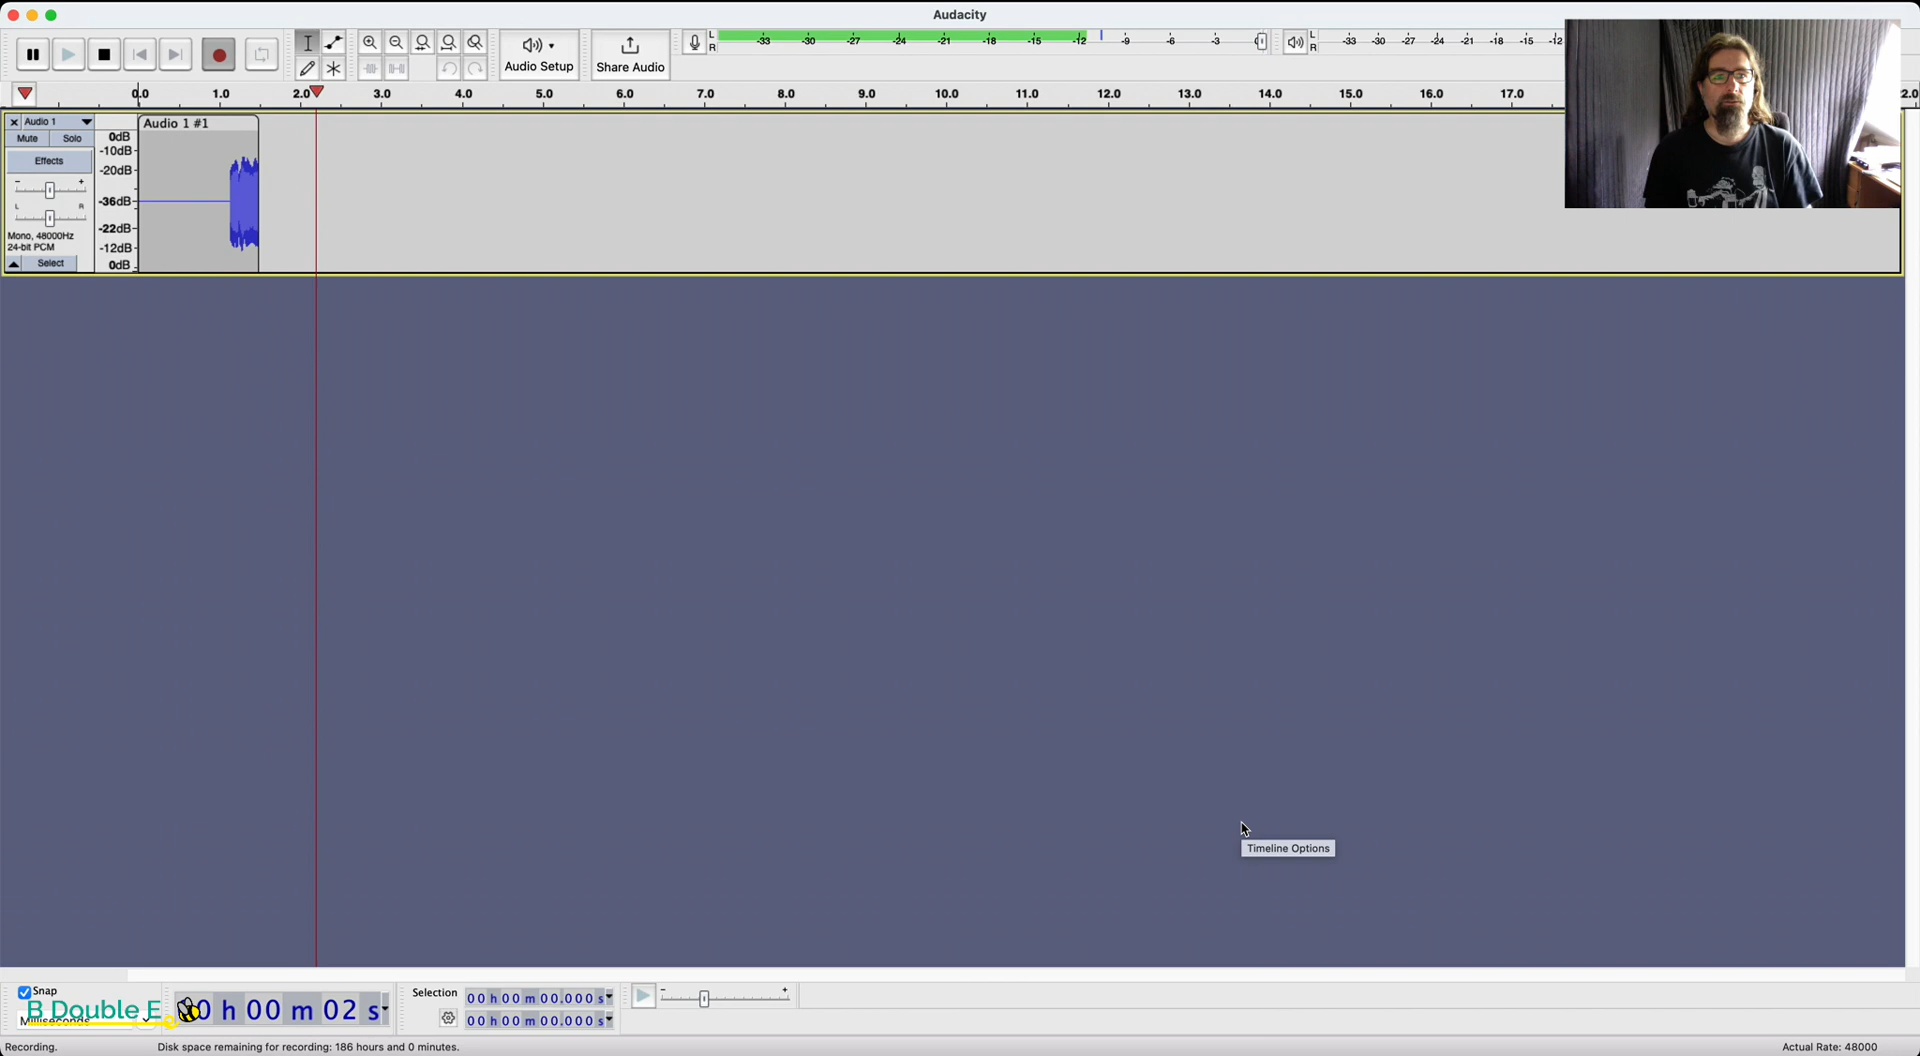 Audacity
Audio Setup
Share Audio
L
R
-33 -30 -27 -24 -21 -18 -15 -12 -9 -6 -3 0
L
R
-33 -30 -27 -24 -21 -18 -15 -12
0.0 1.0 2.0 3.0 4.0 5.0 6.0 7.0 8.0 9.0 10.0 11.0 12.0 13.0 14.0 15.0 16.0 17.0 2.0
Audio 1
Audio 1 #1
Mute Solo
Effects
- +
L R
Mono, 48000Hz
24-bit PCM
Select
0dB
-10dB
-20dB
-36dB
-22dB
-12dB
0dB
Timeline Options
Snap
Milliseconds
B Double E
0 h 00 m 02 s
Selection
00 h 00 m 00.000 s
00 h 00 m 00.000 s
- +
Recording.
Disk space remaining for recording: 186 hours and 0 minutes.
Actual Rate: 48000